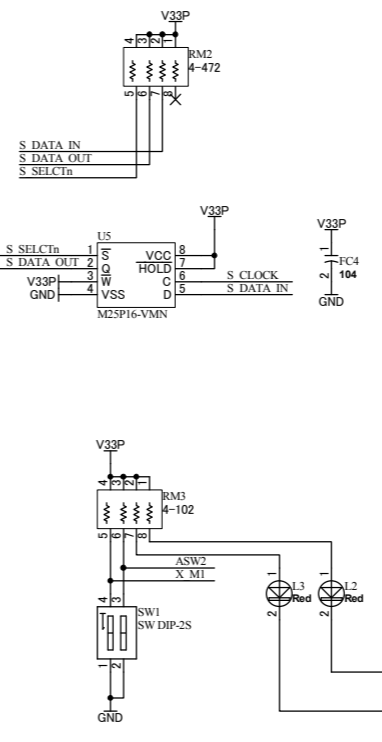 V33P
4 3 2 1
RM2
4-472
5 6 7 8
S DATA IN
S DATA OUT
S SELCTn
V33P
V33P
U5
S SELCTn 1 S VCC 8
S DATA OUT 2 Q HOLD 7
V33P 3 W C 6 S CLOCK
GND 4 VSS D 5 S DATA IN
M25P16-VMN
1
FC4
2 104
GND
V33P
4 3 2 1
RM3
4-102
5 6 7 8
ASW2
X M1
4 3
SW1
SW DIP-2S
1 2
GND
1 1
L3 L2
Red Red
2 2